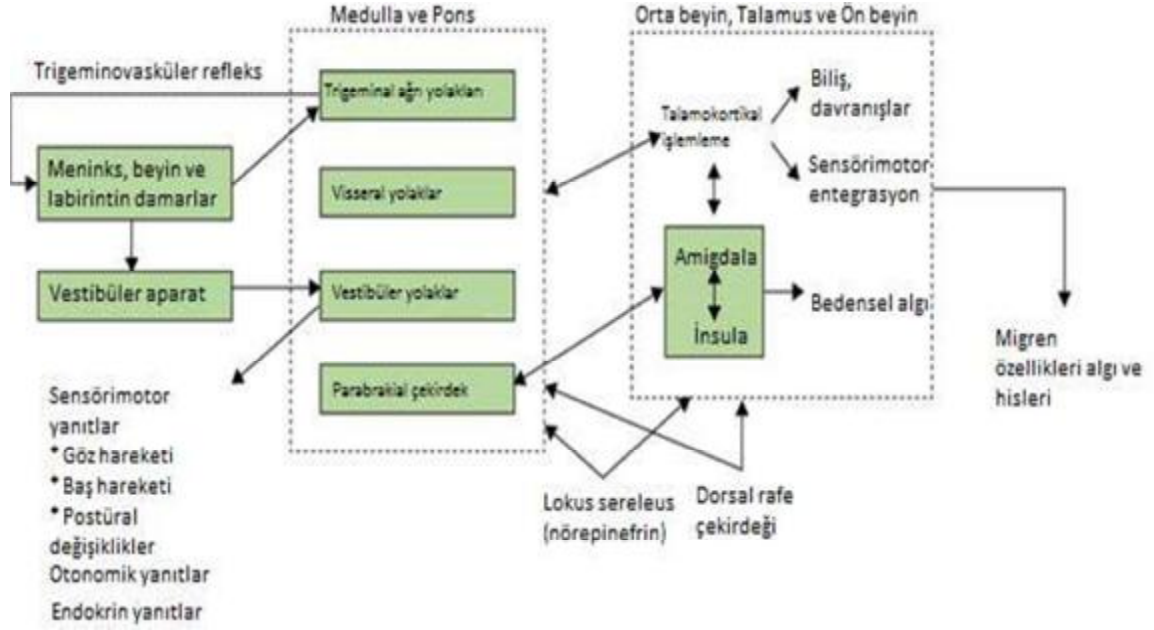 Medulla ve Pons
Orta beyin, Talamus ve Ön beyin
Trigeminovasküler refleks
Trigeminal ağrı yolakları
Meninks, beyin ve
labirintin damarlar
Visseral yolaklar
Vestibüler aparat
Vestibüler yolaklar
Parabrakial çekirdek
Sensörimotor
yanıtlar
* Göz hareketi
* Baş hareketi
* Postüral
değişiklikler
Otonomik yanıtlar
Endokrin yanıtlar
Talamokortikal
işlemleme
Biliş,
davranışlar
Sensörimotor
entegrasyon
Amigdala
İnsula
Bedensel algı
Lokus sereleus
(nörepinefrin)
Dorsal rafe
çekirdeği
Migren
özellikleri algı ve
hisleri